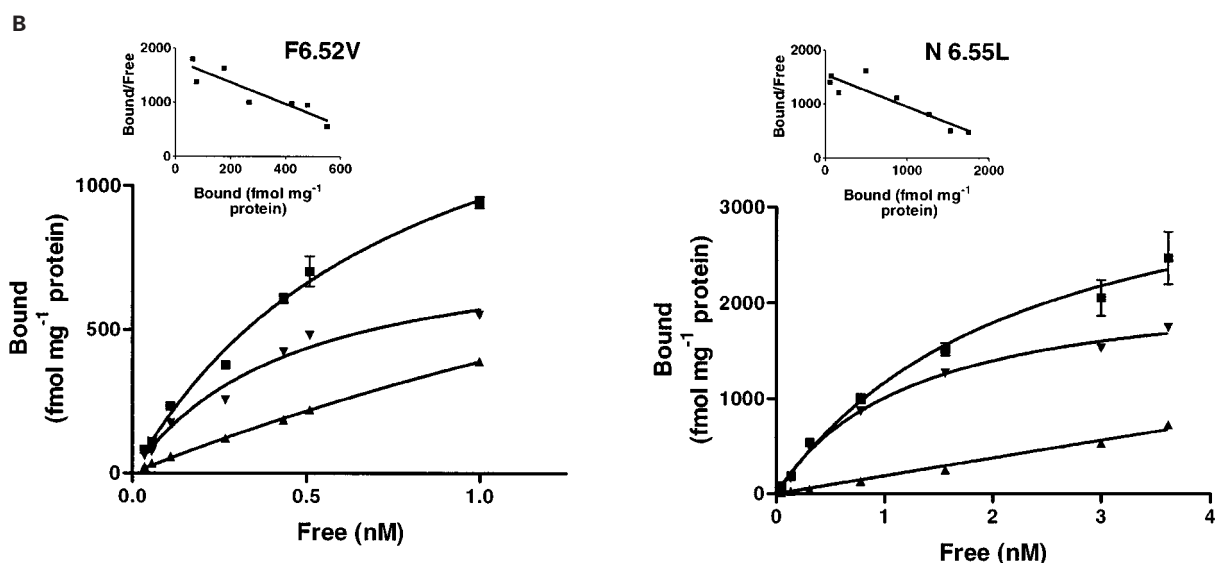 B
F6.52V
2000
1000
0
Bound/Free
0 200 400 600
Bound (fmol mg⁻¹
protein)
1000
500
0
Bound
(fmol mg⁻¹ protein)
0.0 0.5 1.0
Free (nM)
N 6.55L
2000
1000
0
Bound/Free
0 1000 2000
Bound (fmol mg⁻¹
protein)
3000
2000
1000
0
Bound
(fmol mg⁻¹ protein)
0 1 2 3 4
Free (nM)